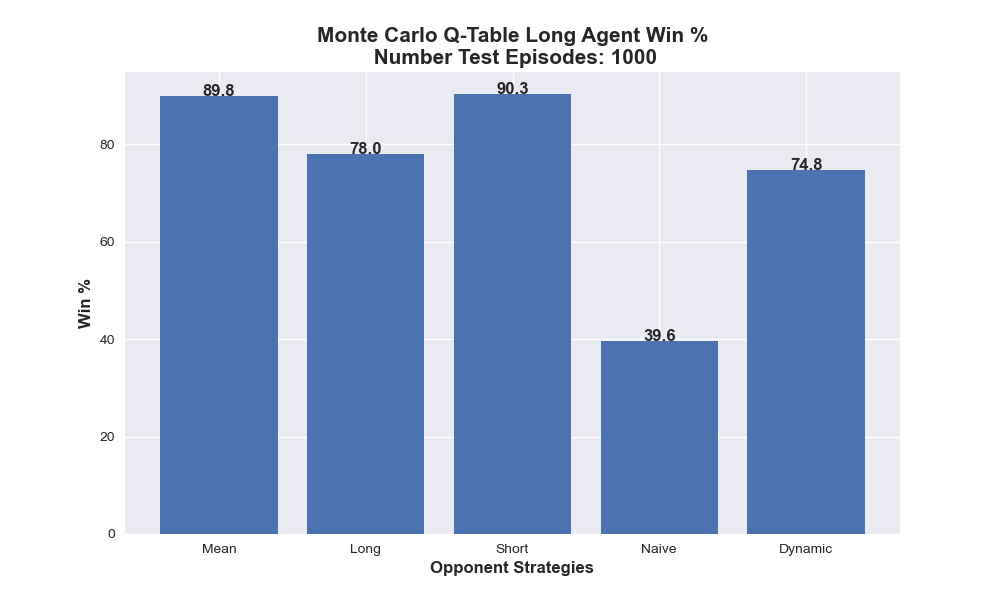 Monte Carlo Q-Table Long Agent Win %
Number Test Episodes: 1000
89.8
78.0
90.3
39.6
74.8
80
60
40
20
0
Win %
Mean
Long
Short
Naive
Dynamic
Opponent Strategies